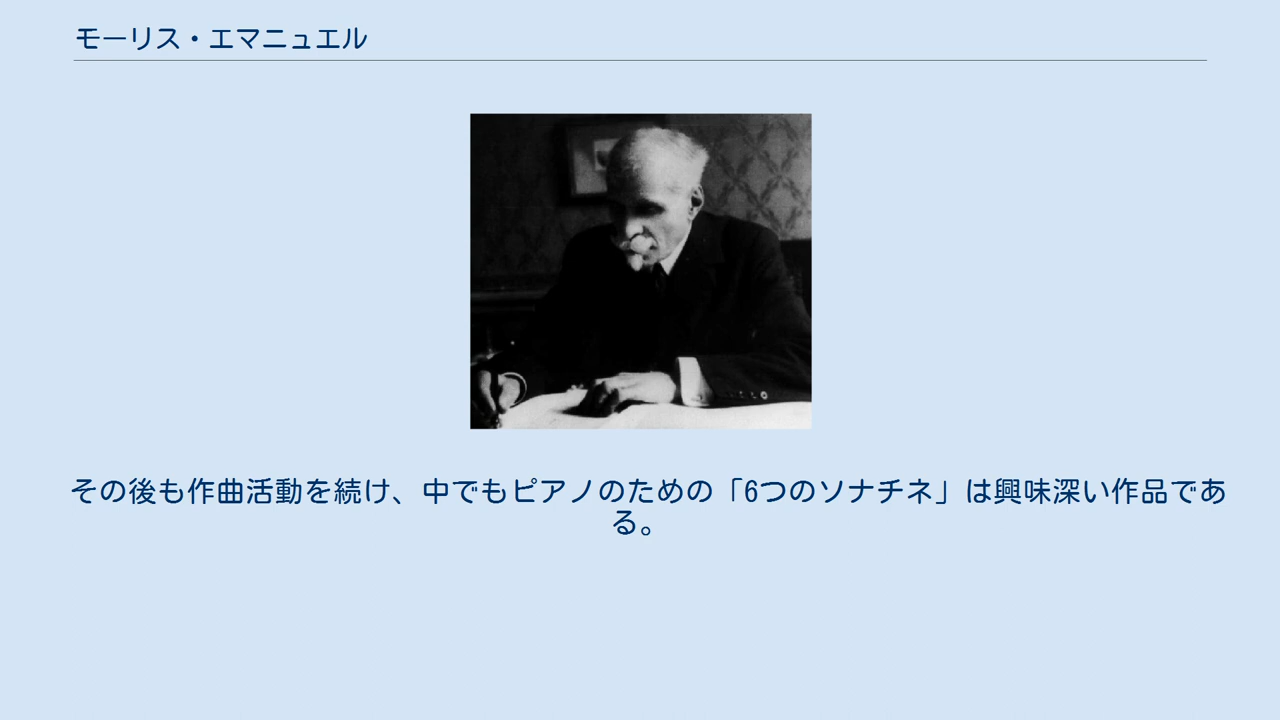 モーリス・エマニュエル
その後も作曲活動を続け、中でもピアノのための「6つのソナチネ」は興味深い作品であ
る。